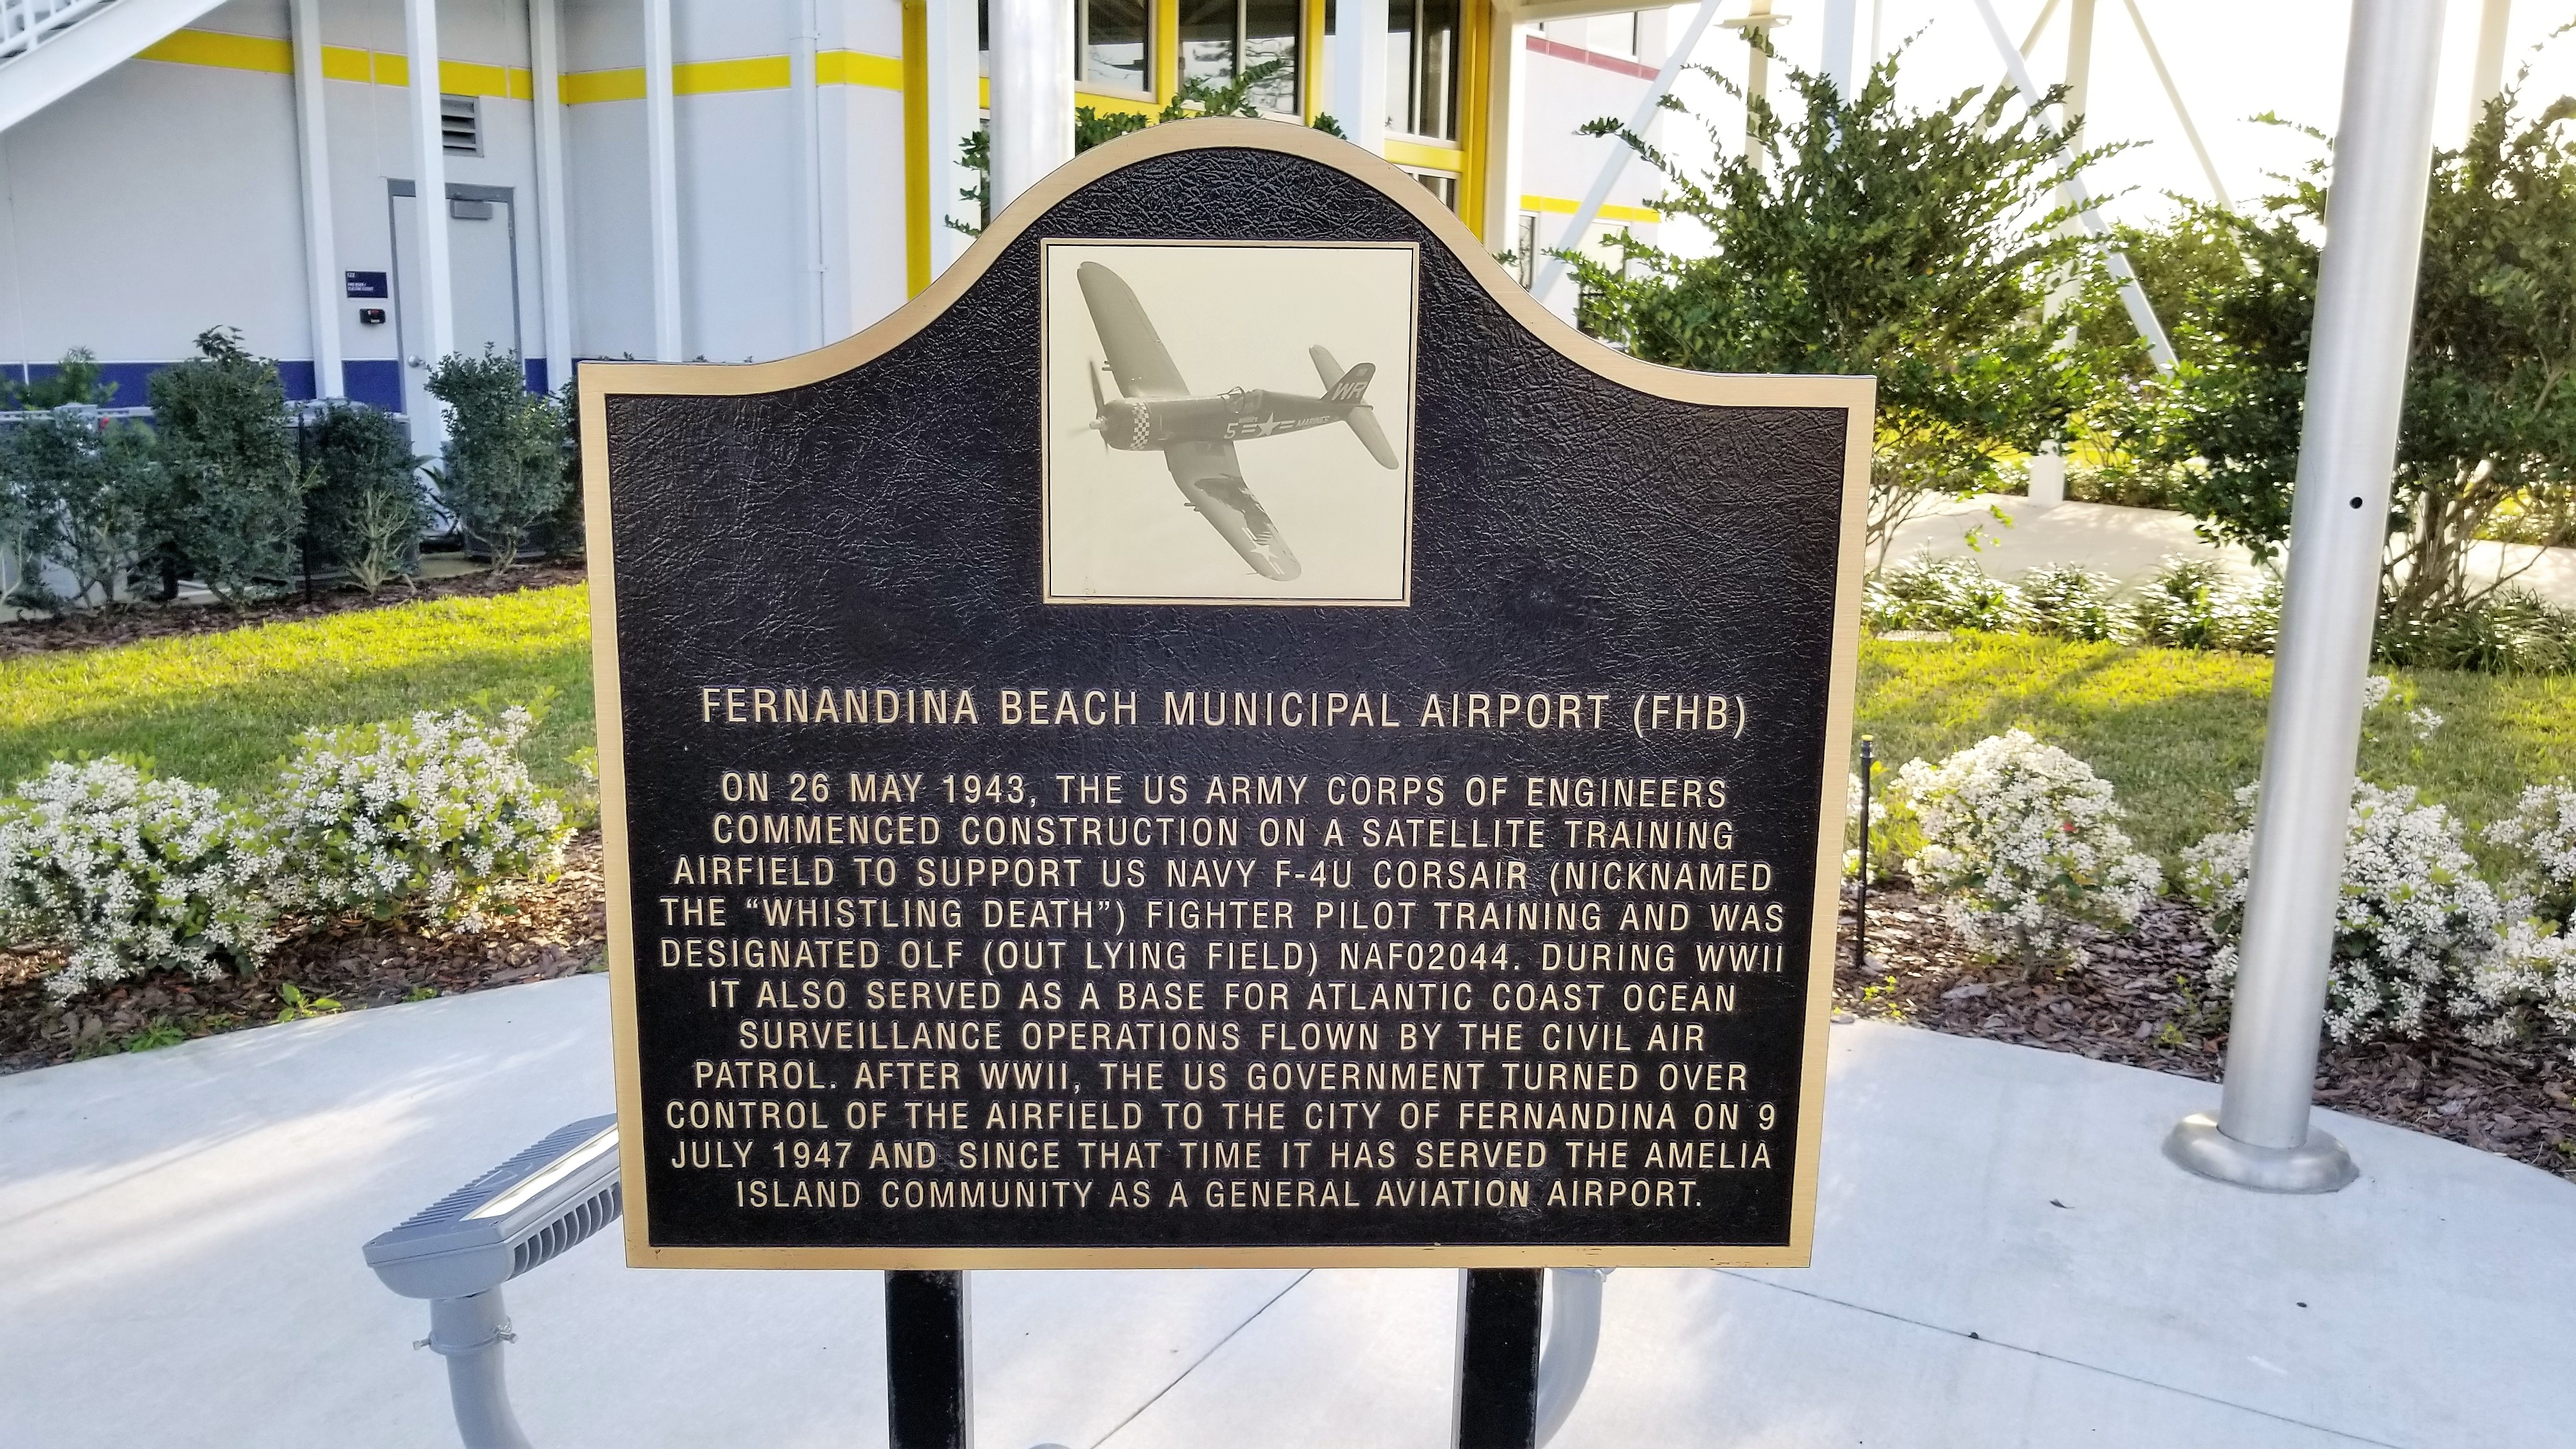 WR
5
MARINES
FERNANDINA BEACH MUNICIPAL AIRPORT (FHB)
ON 26 MAY 1943, THE US ARMY CORPS OF ENGINEERS
COMMENCED CONSTRUCTION ON A SATELLITE TRAINING
AIRFIELD TO SUPPORT US NAVY F-4U CORSAIR (NICKNAMED
THE “WHISTLING DEATH”) FIGHTER PILOT TRAINING AND WAS
DESIGNATED OLF (OUT LYING FIELD) NAF02044. DURING WWII
IT ALSO SERVED AS A BASE FOR ATLANTIC COAST OCEAN
SURVEILLANCE OPERATIONS FLOWN BY THE CIVIL AIR
PATROL. AFTER WWII, THE US GOVERNMENT TURNED OVER
CONTROL OF THE AIRFIELD TO THE CITY OF FERNANDINA ON 9
JULY 1947 AND SINCE THAT TIME IT HAS SERVED THE AMELIA
ISLAND COMMUNITY AS A GENERAL AVIATION AIRPORT.